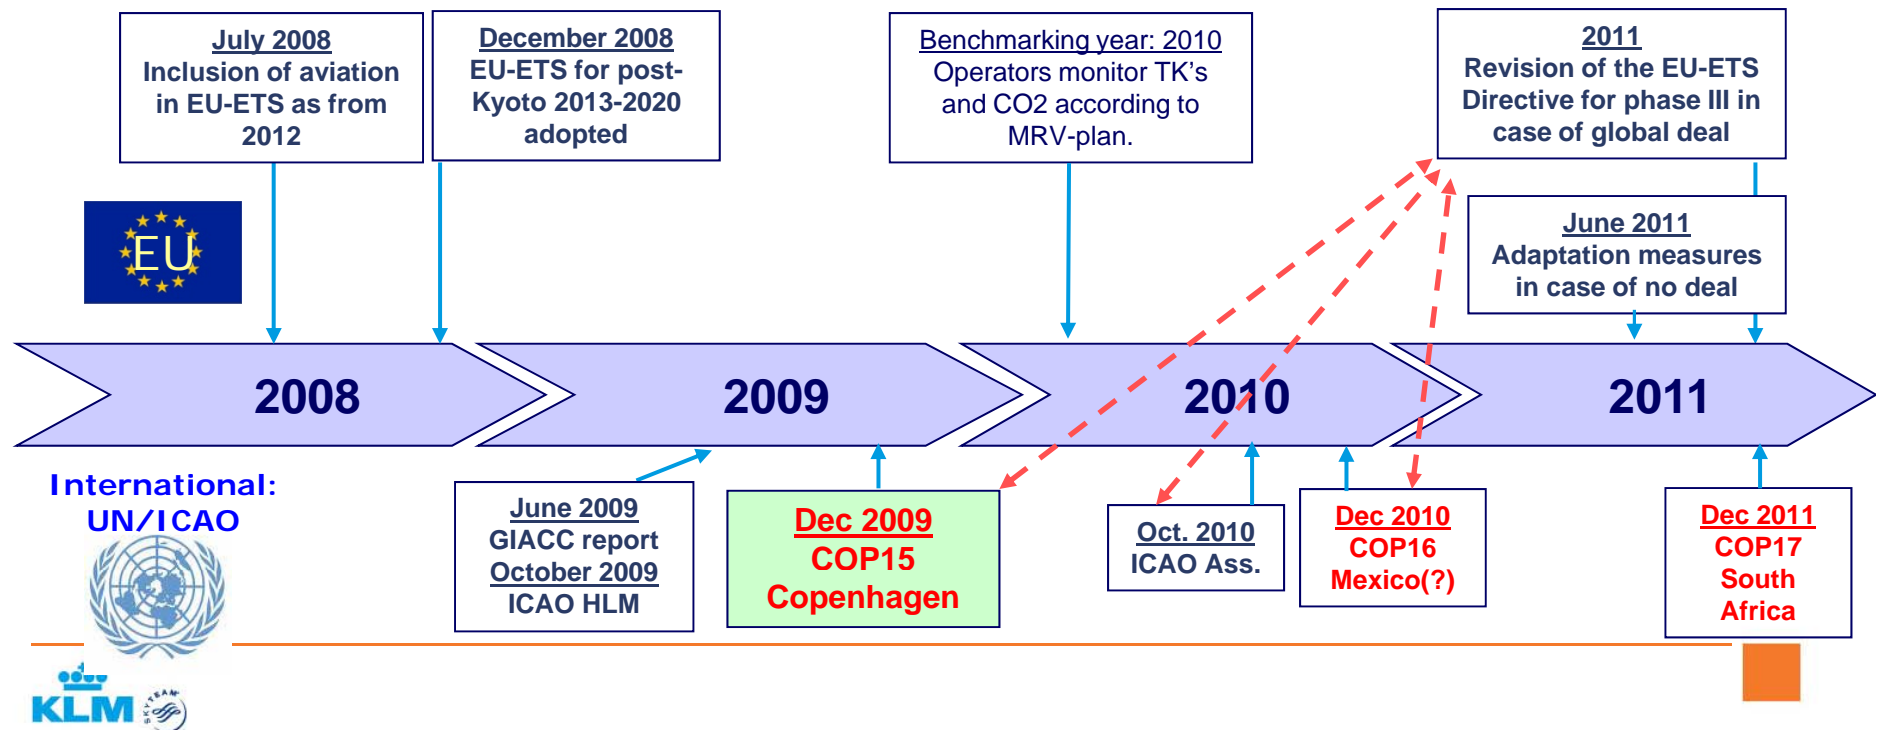 July 2008
Inclusion of aviation
in EU-ETS as from
2012
December 2008
EU-ETS for post-
Kyoto 2013-2020
adopted
Benchmarking year: 2010
Operators monitor TK's
and CO2 according to
MRV-plan.
2011
Revision of the EU-ETS
Directive for phase III in
case of global deal
June 2011
Adaptation measures
in case of no deal
EU
2008
2009
2010
2011
International:
UN/ICAO
June 2009
GIACC report
October 2009
ICAO HLM
Dec 2009
COP15
Copenhagen
Oct. 2010
ICAO Ass.
Dec 2010
COP16
Mexico(?)
Dec 2011
COP17
South
Africa
KLM
SKYTEAM